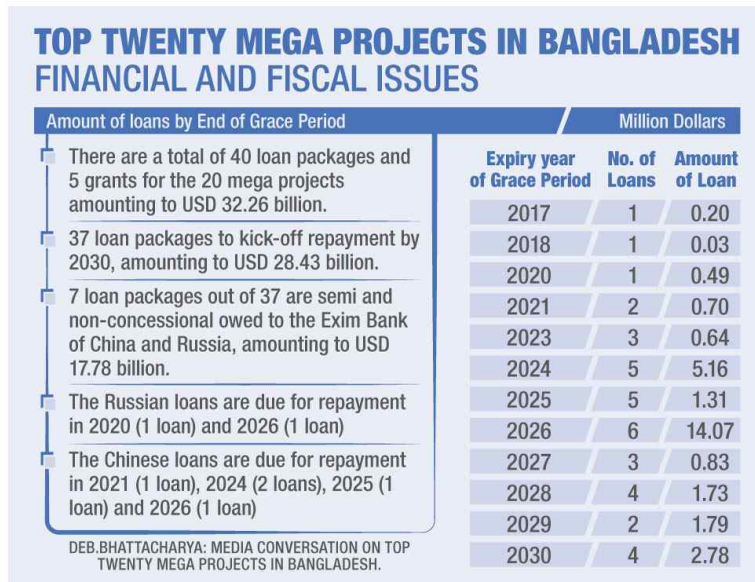 TOP TWENTY MEGA PROJECTS IN BANGLADESH
FINANCIAL AND FISCAL ISSUES
Amount of loans by End of Grace Period
Million Dollars
There are a total of 40 loan packages and
5 grants for the 20 mega projects
amounting to USD 32.26 billion.
37 loan packages to kick-off repayment by
2030, amounting to USD 28.43 billion.
7 loan packages out of 37 are semi and
non-concessional owed to the Exim Bank
of China and Russia, amounting to USD
17.78 billion.
The Russian loans are due for repayment
in 2020 (1 loan) and 2026 (1 loan)
The Chinese loans are due for repayment
in 2021 (1 loan), 2024 (2 loans), 2025 (1
loan) and 2026 (1 loan)
DEB.BHATTACHARYA: MEDIA CONVERSATION ON TOP
TWENTY MEGA PROJECTS IN BANGLADESH.
Expiry year No. of Amount
of Grace Period Loans of Loan
2017 1 0.20
2018 1 0.03
2020 1 0.49
2021 2 0.70
2023 3 0.64
2024 5 5.16
2025 5 1.31
2026 6 14.07
2027 3 0.83
2028 4 1.73
2029 2 1.79
2030 4 2.78